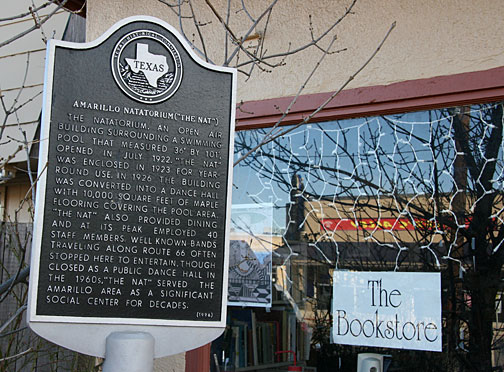 TEXAS
AMARILLO NATATORIUM ("THE NAT")
THE NATATORIUM, AN OPEN AIR
BUILDING SURROUNDING A SWIMMING
POOL THAT MEASURED 36' BY 101,
OPENED IN JULY 1922. "THE NAT"
WAS ENCLOSED IN 1923 FOR YEAR-
ROUND USE. IN 1926, THE BUILDING
WAS CONVERTED INTO A DANCE HALL
WITH 10,000 SQUARE FEET OF MAPLE
FLOORING COVERING THE POOL AREA.
"THE NAT" ALSO PROVIDED DINING
AND AT ITS PEAK EMPLOYED 40
STAFF MEMBERS. WELL KNOWN BANDS
TRAVELING ALONG ROUTE 66 OFTEN
STOPPED HERE TO ENTERTAIN. THOUGH
CLOSED AS A PUBLIC DANCE HALL IN
THE 1960s, "THE NAT" SERVED THE
AMARILLO AREA AS A SIGNIFICANT
SOCIAL CENTER FOR DECADES.
The
Bookstore